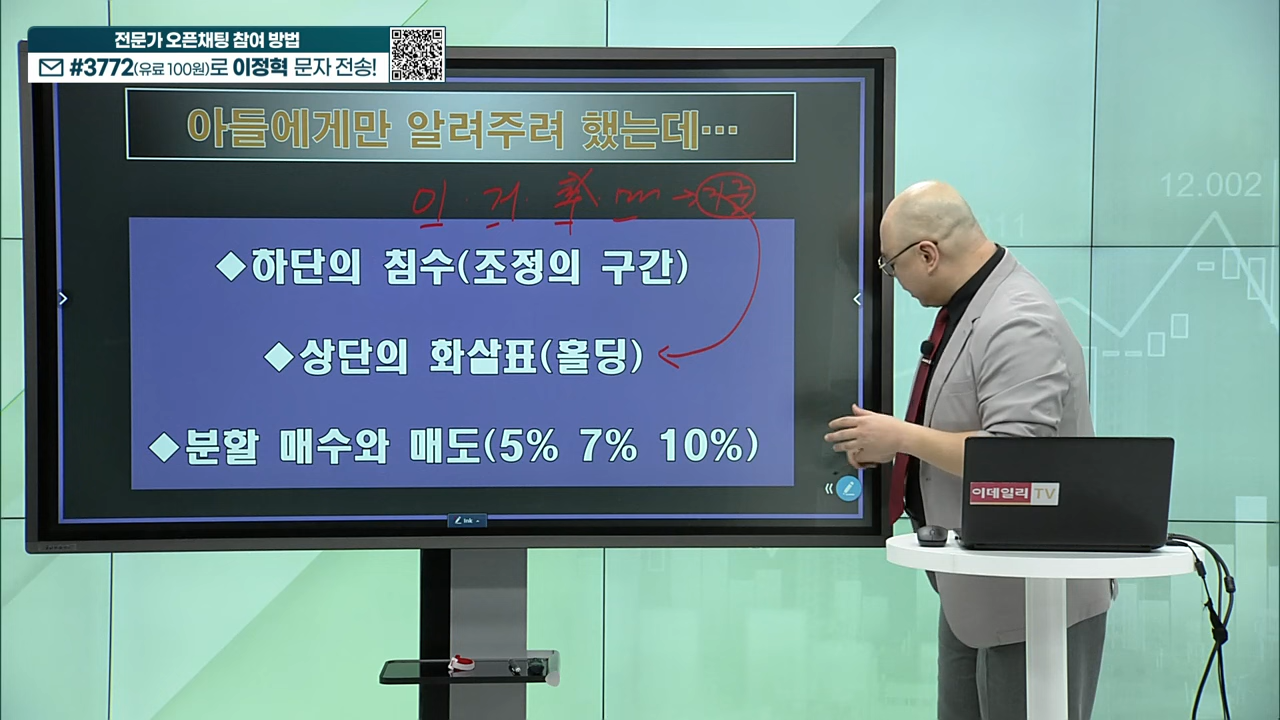 전문가 오픈채팅 참여 방법
#3772(유료 100원)로 이정혁 문자 전송!
아들에게만 알려주려 했는데…
◆하단의 침수(조정의 구간)
◆상단의 화살표(홀딩)
◆분할 매수와 매도(5% 7% 10%)
Ink
12.002
이데일리TV